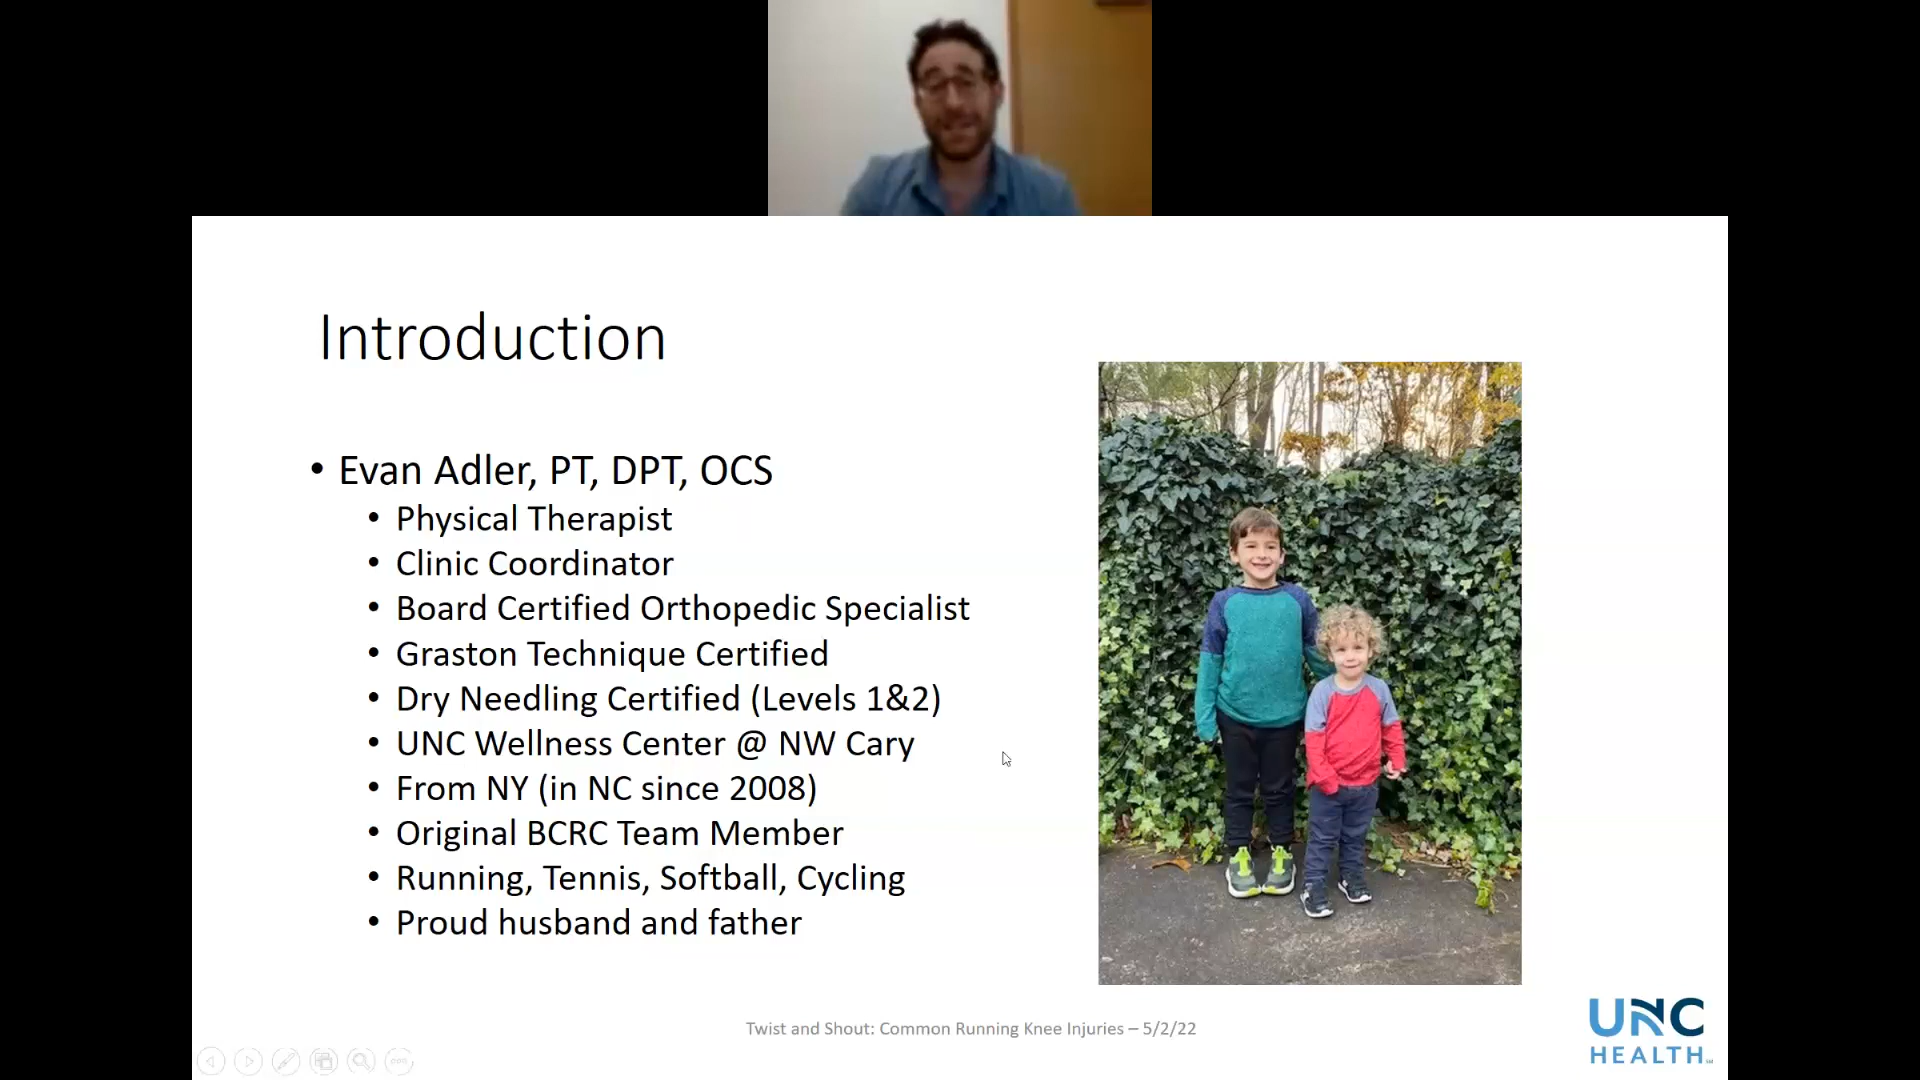 Introduction
• Evan Adler, PT, DPT, OCS
• Physical Therapist
• Clinic Coordinator
• Board Certified Orthopedic Specialist
• Graston Technique Certified
• Dry Needling Certified (Levels 1&2)
• UNC Wellness Center @ NW Cary
• From NY (in NC since 2008)
• Original BCRC Team Member
• Running, Tennis, Softball, Cycling
• Proud husband and father
Twist and Shout: Common Running Knee Injuries – 5/2/22
UNC
HEALTH